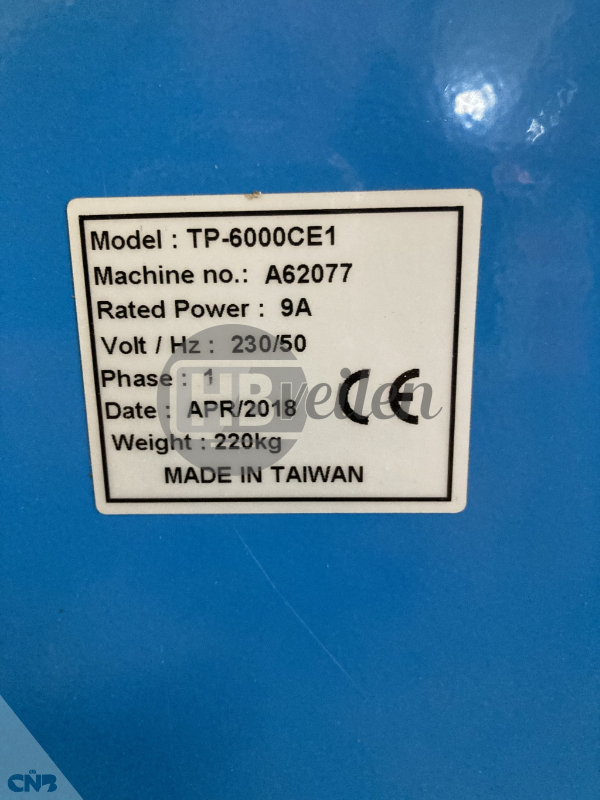 Model : TP-6000CE1
Machine no.: A62077
Rated Power : 9A
Volt / Hz : 230/50
Phase : 1
Date : APR/2018
Weight : 220kg
MADE IN TAIWAN
CE
HBveilen
CNB